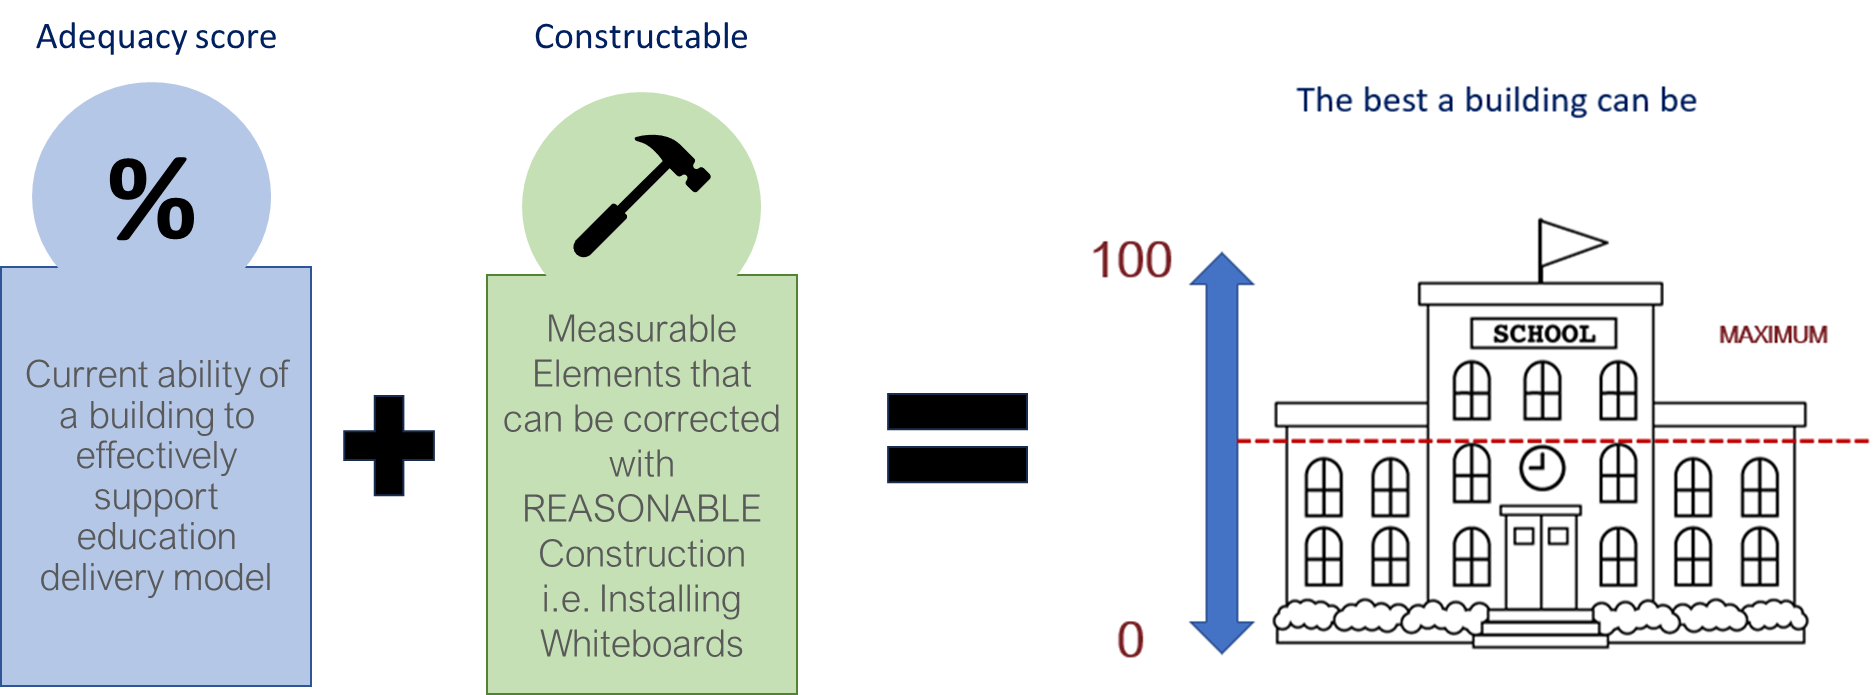 Adequacy score
%
Current ability of
a building to
effectively
support
education
delivery model
Constructable
Measurable
Elements that
can be corrected
with
REASONABLE
Construction
i.e. Installing
Whiteboards
The best a building can be
100
SCHOOL
MAXIMUM
0